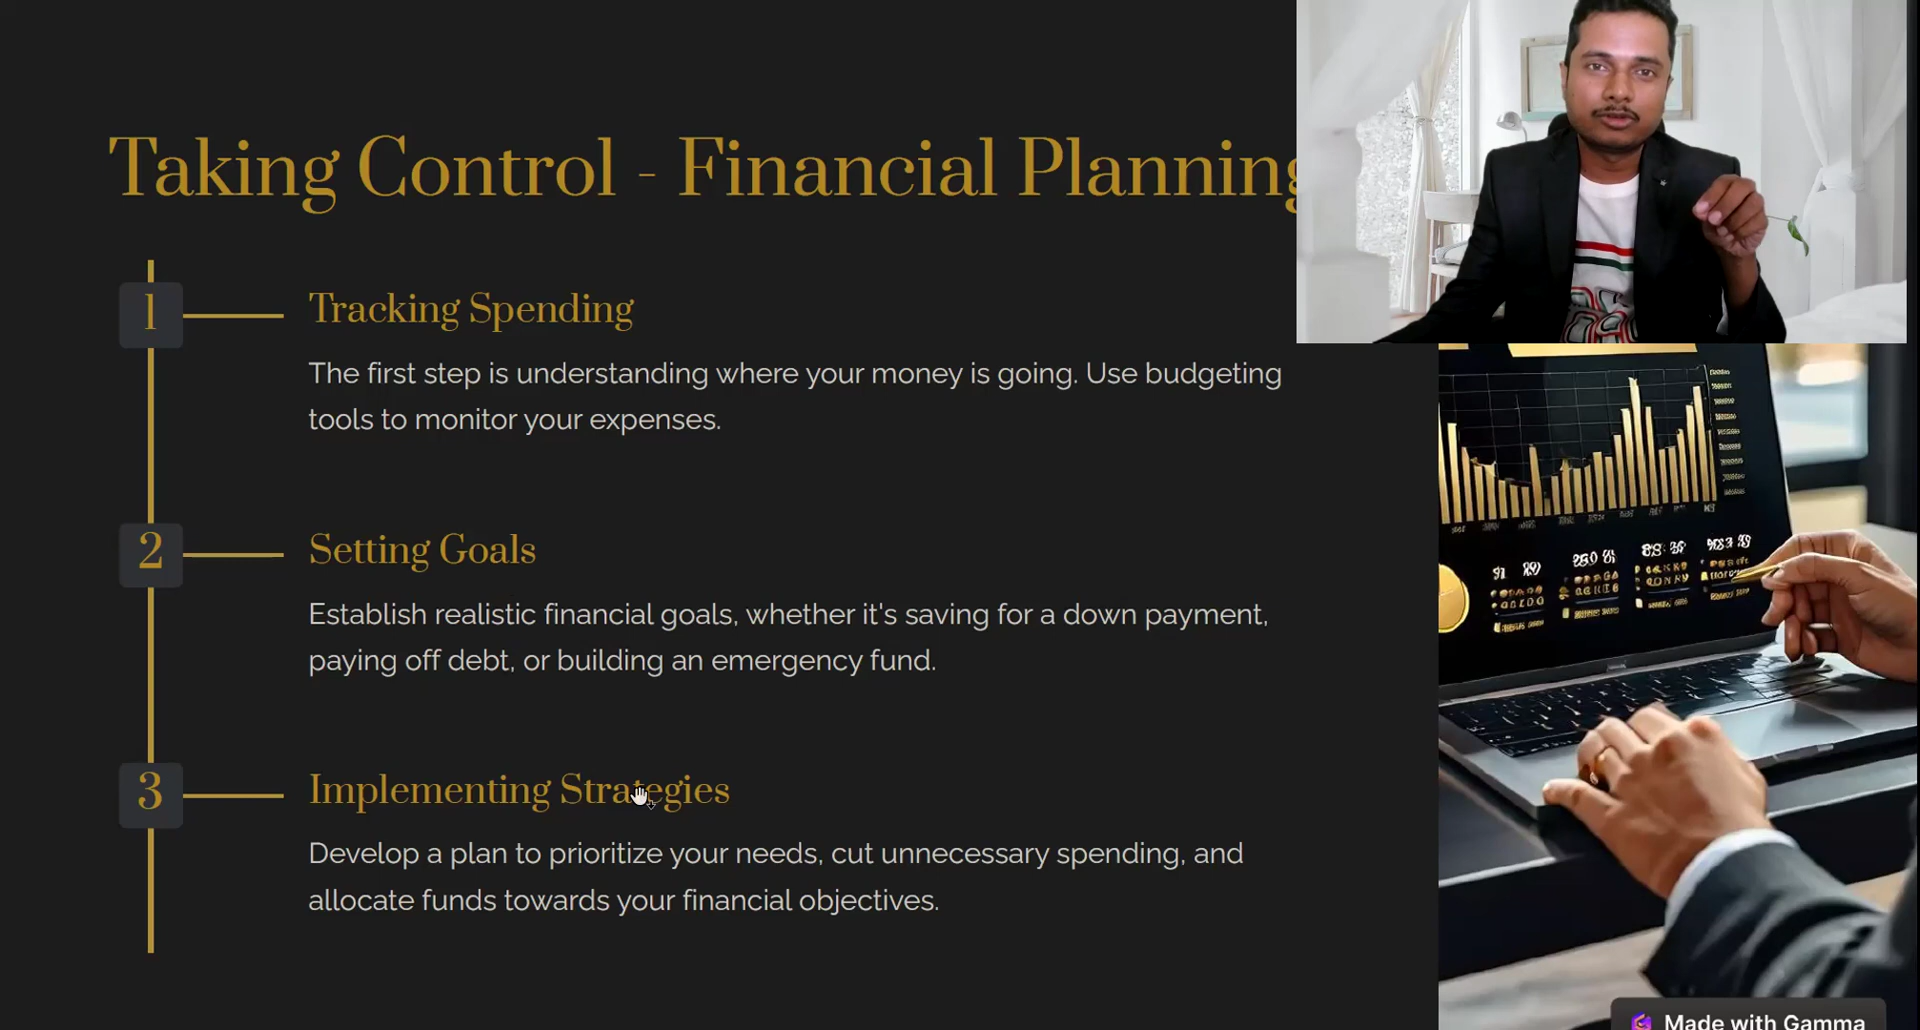 Taking Control - Financial Planning
1
Tracking Spending
The first step is understanding where your money is going. Use budgeting
tools to monitor your expenses.
2
Setting Goals
Establish realistic financial goals, whether it's saving for a down payment,
paying off debt, or building an emergency fund.
3
Implementing Strategies
Develop a plan to prioritize your needs, cut unnecessary spending, and
allocate funds towards your financial objectives.
Made with Gamma